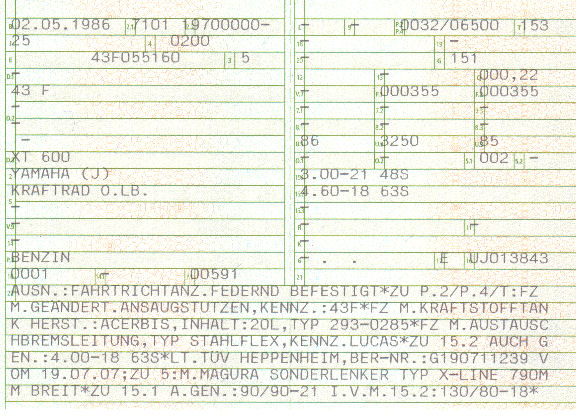 02.05.1986 7101 19700000- - 0032/06500 153
25 0200 - -
43F055160 5 - 151
- - - 000,22
43 F - 000355 000355
- - - -
- - - -
- 86 3250 85
XT 600 - - 002 -
YAMAHA (J) 3.00-21 48S
KRAFTRAD O.LB. 4.60-18 63S
- -
- - -
- -
BENZIN - . . E UJ013843
0001 - 00591
AUSN.:FAHRTRICHTANZ.FEDERND BEFESTIGT*ZU P.2/P.4/T:FZ
M.GEÄNDERT.ANSAUGSTUTZEN,KENNZ.:43F*FZ M.KRAFTSTOFFTAN
K HERST.:ACERBIS,INHALT:20L,TYP 293-0285*FZ M.AUSTAUSC
HBREMSLEITUNG,TYP STAHLFLEX,KENNZ.LUCAS*ZU 15.2 AUCH G
EN.:4.00-18 63S*LT.TÜV HEPPENHEIM,BER-NR.:G190711239 V
OM 19.07.07;ZU 5:M.MAGURA SONDERLENKER TYP X-LINE 790M
M BREIT*ZU 15.1 A.GEN.:90/90-21 I.V.M.15.2:130/80-18*